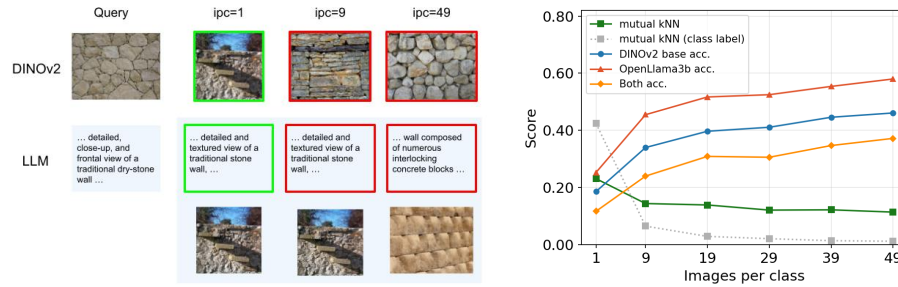 Query ipc=1 ipc=9 ipc=49
DINOv2
LLM
... detailed,
close-up, and
frontal view of a
traditional dry-stone
wall ...
... detailed and
textured view of a
traditional stone
wall, ...
... detailed and
textured view of a
traditional stone
wall, ...
... wall composed
of numerous
interlocking
concrete blocks ...
mutual kNN
mutual kNN (class label)
DINOv2 base acc.
OpenLlama3b acc.
Both acc.
Score
0.80
0.60
0.40
0.20
0.00
1 9 19 29 39 49
Images per class